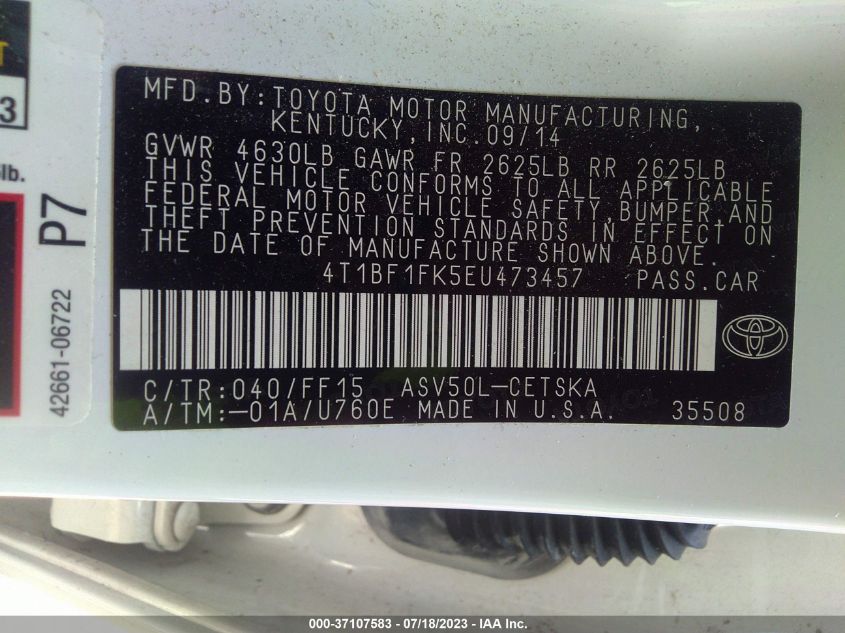 T
3
lb.
P7
42661-06722
MFD.BY:TOYOTA MOTOR MANUFACTURING,
KENTUCKY,INC.09/14
GVWR 4630LB GAWR FR 2625LB RR 2625LB
THIS VEHICLE CONFORMS TO ALL APPLICABLE
FEDERAL MOTOR VEHICLE SAFETY,BUMPER,AND
THEFT PREVENTION STANDARDS IN EFFECT ON
THE DATE OF MANUFACTURE SHOWN ABOVE.
4T1BF1FK5EU473457 PASS.CAR
C/TR:040/FF15 ASV50L-CETSKA
A/TM:-01A/U760E MADE IN U.S.A. 35508
000-37107583 - 07/18/2023 - IAA Inc.